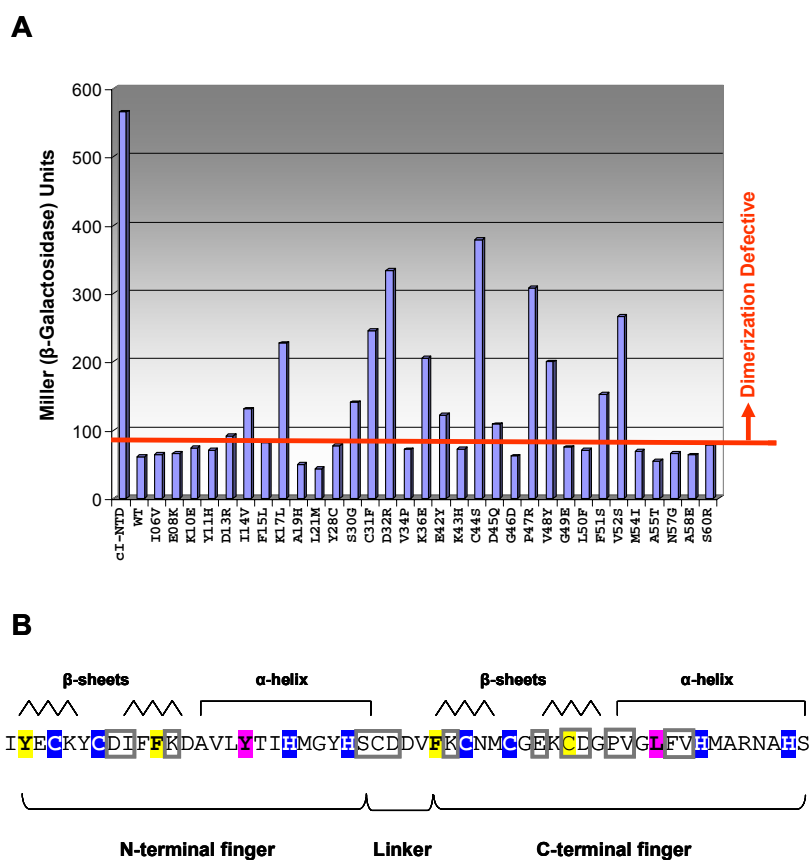 A
Miller (β-Galactosidase) Units
600
500
400
300
200
100
0
Dimerization Defective
cI-NTD
WT
I06V
E08K
K10E
Y11H
D13R
I14V
F15L
K17L
A19H
L21M
Y28C
S30G
C31F
D32R
V34P
K36E
E42Y
K43H
C44S
D45Q
G46D
P47R
V48Y
G49E
L50F
F51S
V52S
M54I
A55T
N57G
A58E
S60R
B
β-sheets α-helix β-sheets α-helix
IYECKYCDIFFKDAVLYTIHMGYHSCDDVFKCNMCGEKCDGPVGLFVHMARNAHS
N-terminal finger Linker C-terminal finger